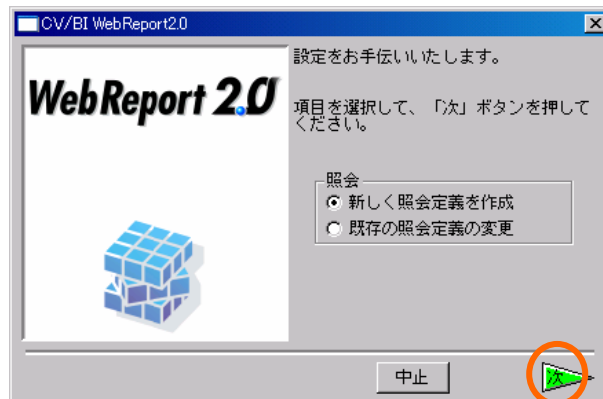 CV/BI WebReport2.0
設定をお手伝いいたします。
WebReport 2.0
項目を選択して、「次」ボタンを押して
ください。
照会
新しく照会定義を作成
既存の照会定義の変更
中止
次